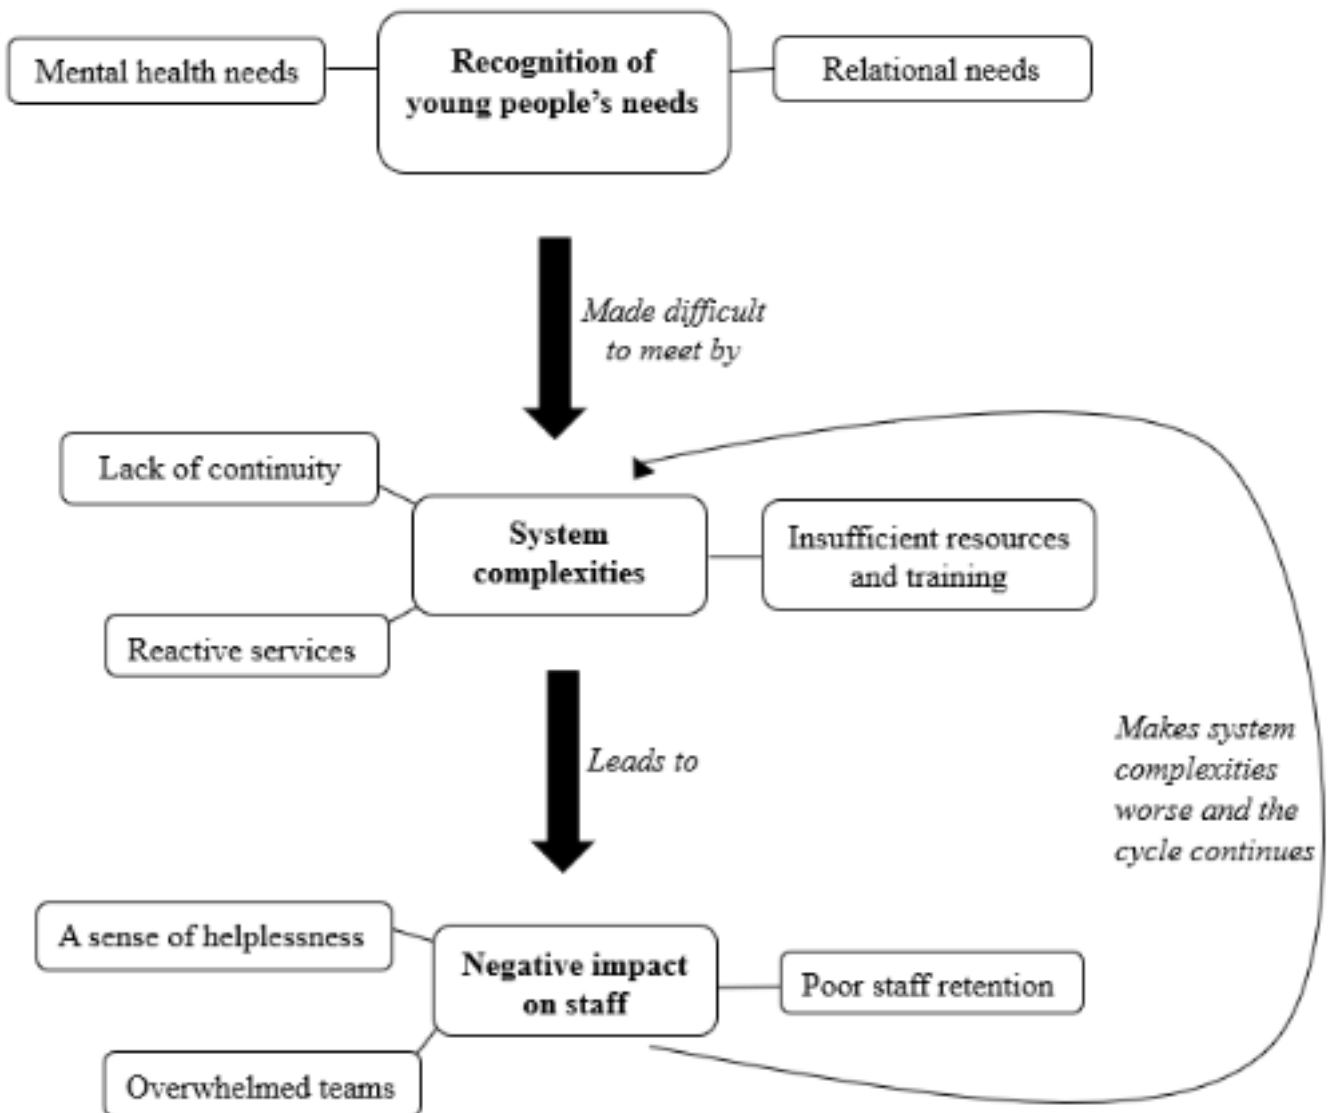 Mental health needs
Recognition of
young people’s needs
Relational needs
Made difficult
to meet by
Lack of continuity
System
complexities
Insufficient resources
and training
Reactive services
Leads to
Makes system
complexities
worse and the
cycle continues
A sense of helplessness
Negative impact
on staff
Poor staff retention
Overwhelmed teams